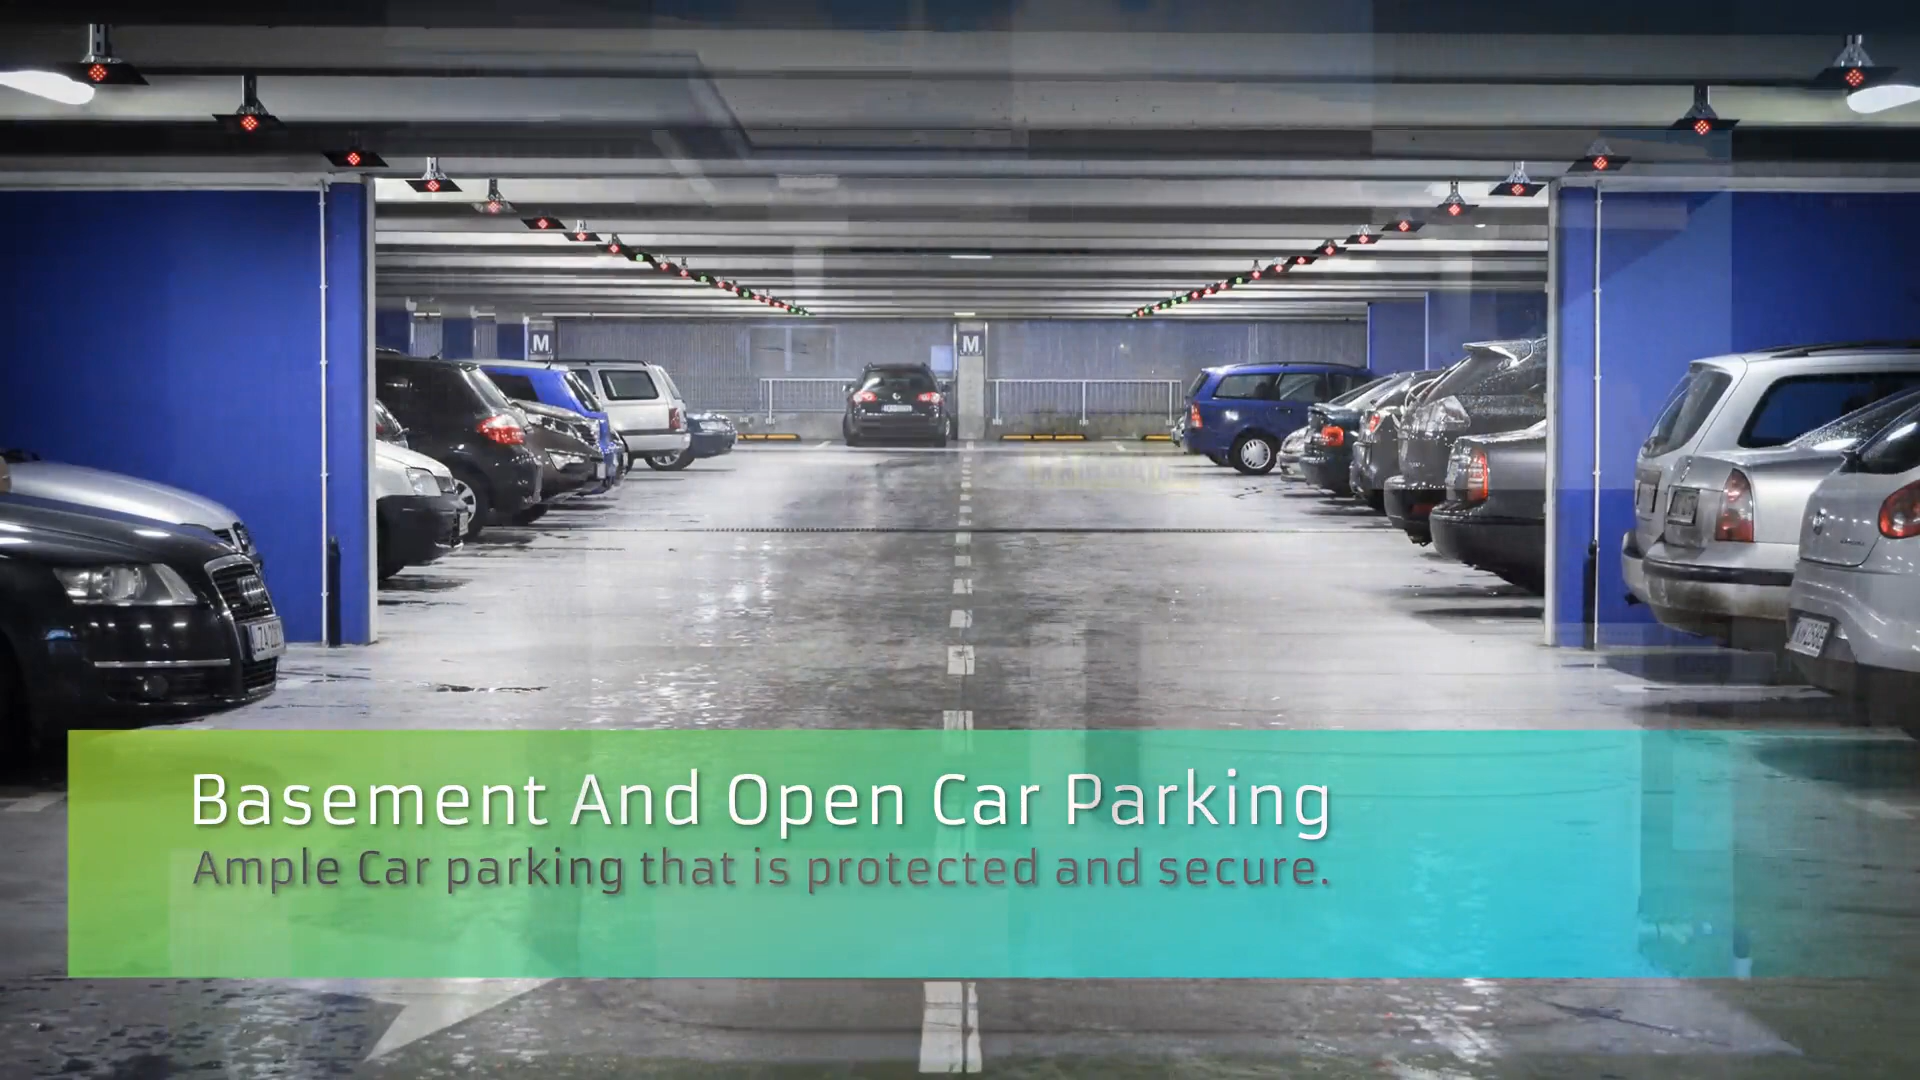 M
M
Basement And Open Car Parking
Ample Car parking that is protected and secure.